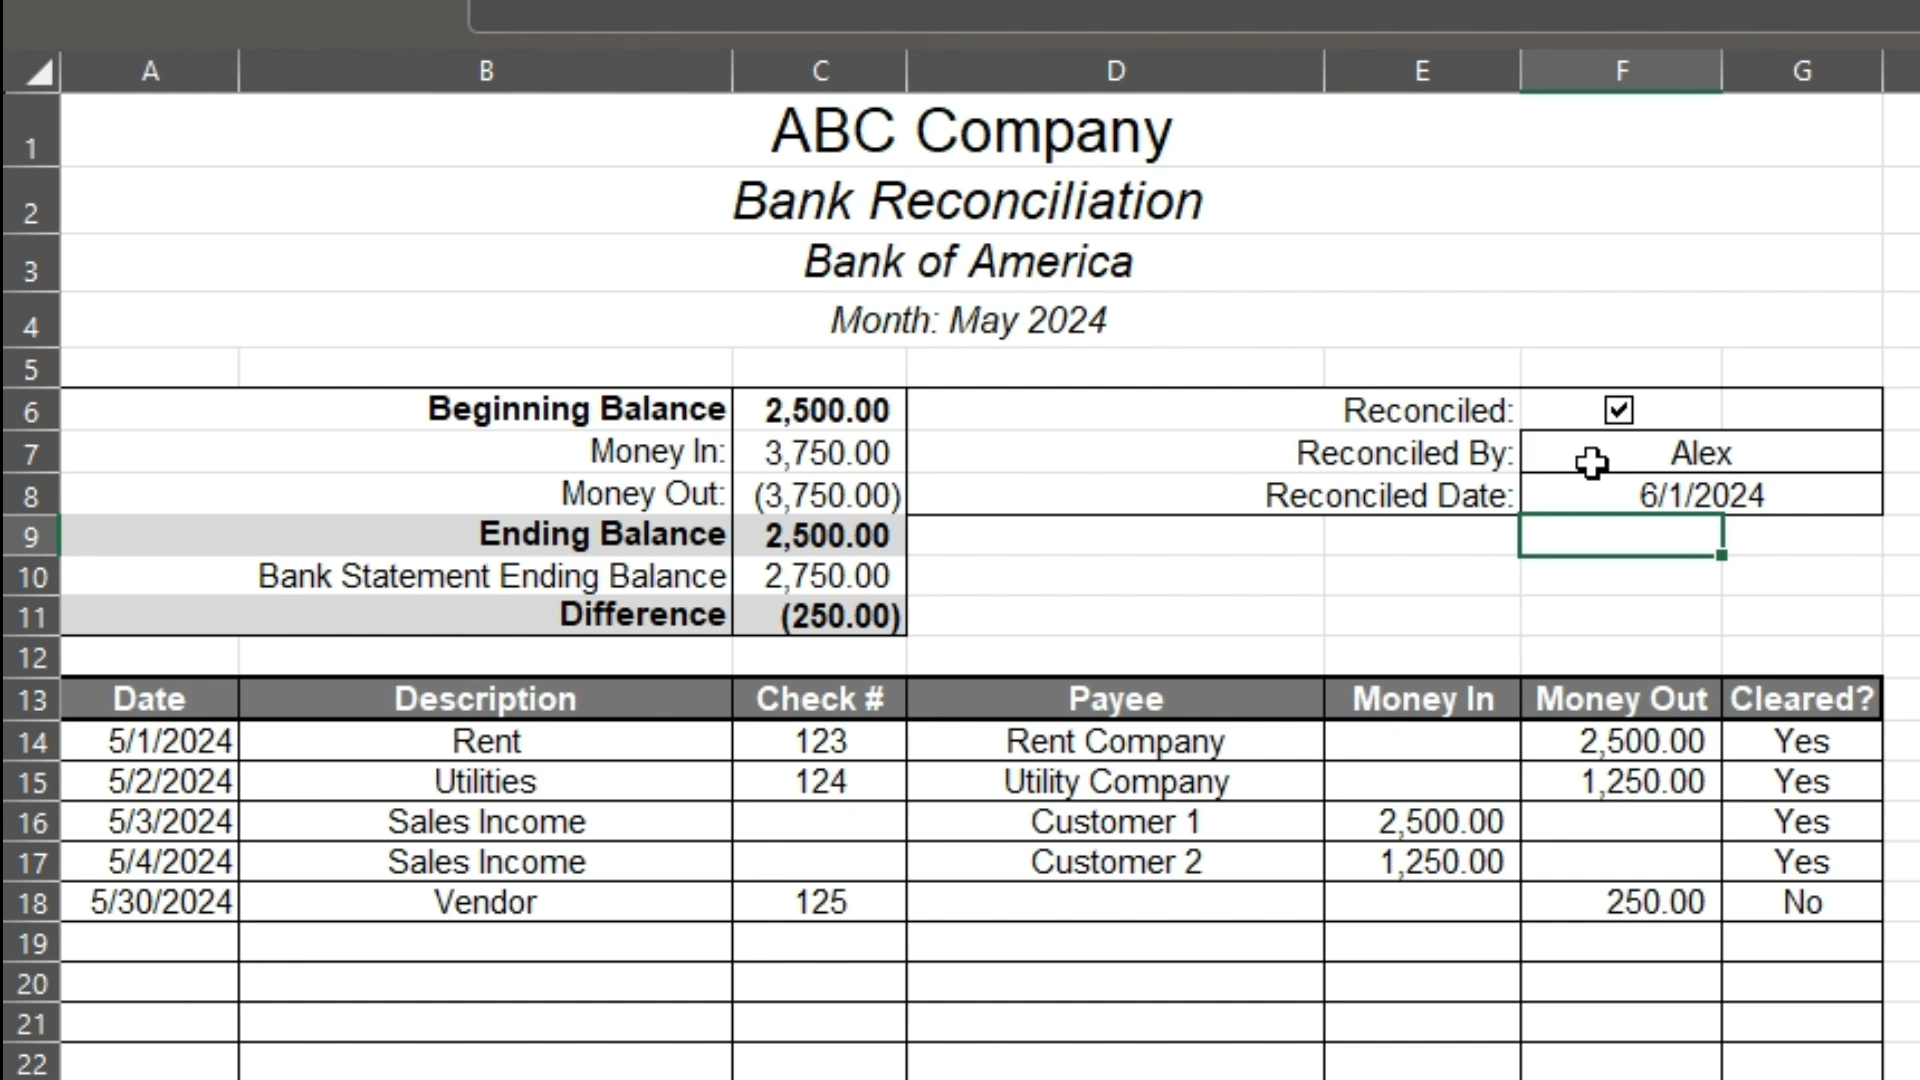 A B C D E F G
1 ABC Company
2 Bank Reconciliation
3 Bank of America
4 Month: May 2024
5
6 Beginning Balance 2,500.00 Reconciled:
7 Money In: 3,750.00 Reconciled By: Alex
8 Money Out: (3,750.00) Reconciled Date: 6/1/2024
9 Ending Balance 2,500.00
10 Bank Statement Ending Balance 2,750.00
11 Difference (250.00)
12
13 Date Description Check # Payee Money In Money Out Cleared?
14 5/1/2024 Rent 123 Rent Company 2,500.00 Yes
15 5/2/2024 Utilities 124 Utility Company 1,250.00 Yes
16 5/3/2024 Sales Income Customer 1 2,500.00 Yes
17 5/4/2024 Sales Income Customer 2 1,250.00 Yes
18 5/30/2024 Vendor 125 250.00 No
19
20
21
22